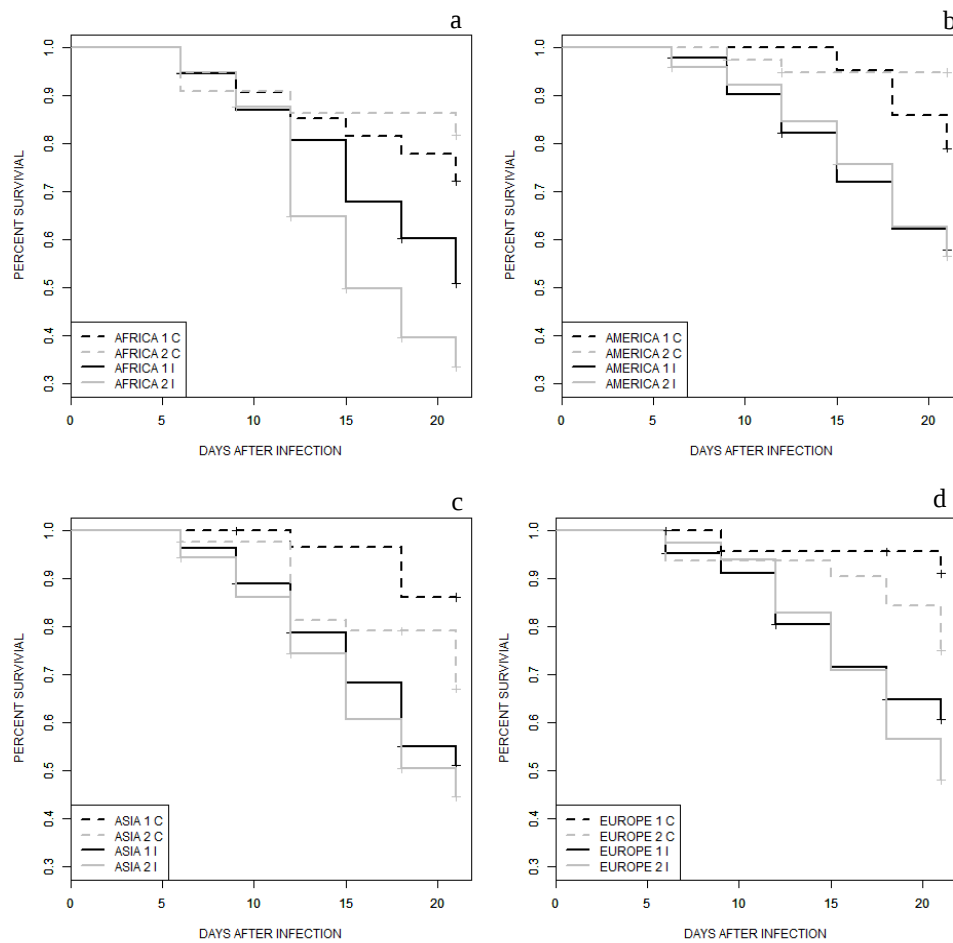 a
PERCENT SURVIVIAL
1.0
0.9
0.8
0.7
0.6
0.5
0.4
0.3
AFRICA 1 C
AFRICA 2 C
AFRICA 1 I
AFRICA 2 I
0 5 10 15 20
DAYS AFTER INFECTION
b
PERCENT SURVIVIAL
1.0
0.9
0.8
0.7
0.6
0.5
0.4
0.3
AMERICA 1 C
AMERICA 2 C
AMERICA 1 I
AMERICA 2 I
0 5 10 15 20
DAYS AFTER INFECTION
c
PERCENT SURVIVIAL
1.0
0.9
0.8
0.7
0.6
0.5
0.4
0.3
ASIA 1 C
ASIA 2 C
ASIA 1 I
ASIA 2 I
0 5 10 15 20
DAYS AFTER INFECTION
d
PERCENT SURVIVIAL
1.0
0.9
0.8
0.7
0.6
0.5
0.4
0.3
EUROPE 1 C
EUROPE 2 C
EUROPE 1 I
EUROPE 2 I
0 5 10 15 20
DAYS AFTER INFECTION